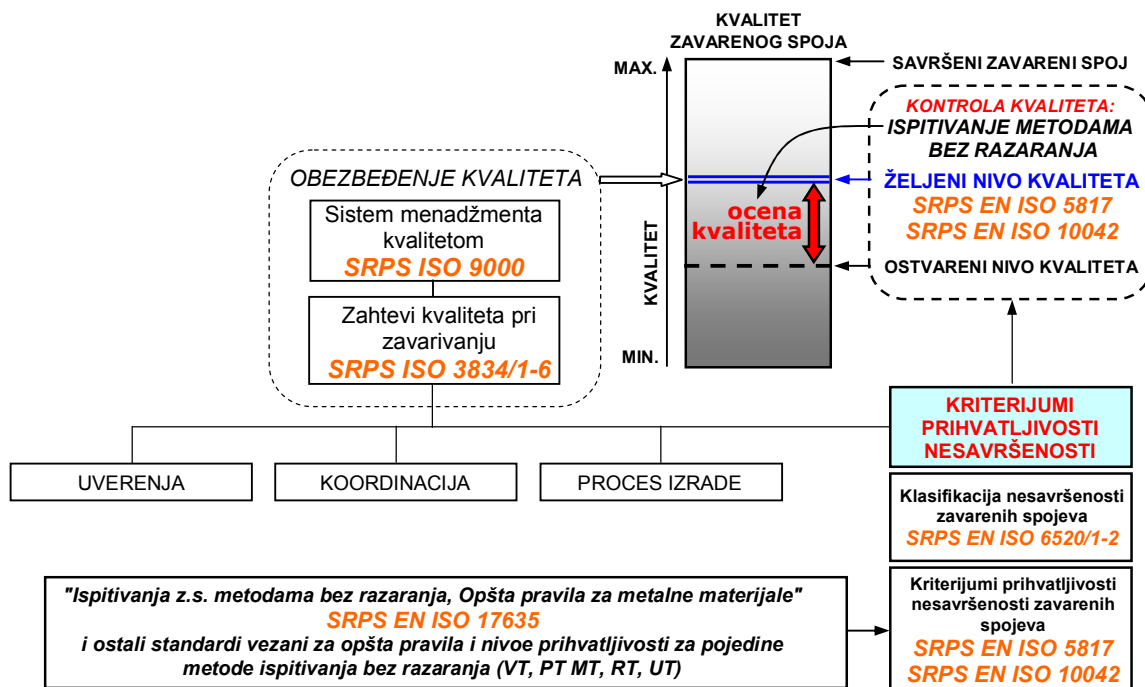 KVALITET
ZAVARENOG SPOJA
MAX.
SAVRŠENI ZAVARENI SPOJ
KONTROLA KVALITETA:
ISPITIVANJE METODAMA
BEZ RAZARANJA
OBEZBEĐENJE KVALITETA
ŽELJENI NIVO KVALITETA
SRPS EN ISO 5817
SRPS EN ISO 10042
ocena
kvaliteta
Sistem menadžmenta
kvalitetom
SRPS ISO 9000
KVALITET
OSTVARENI NIVO KVALITETA
Zahtevi kvaliteta pri
zavarivanju
SRPS ISO 3834/1-6
MIN.
KRITERIJUMI
PRIHVATLJIVOSTI
NESAVRŠENOSTI
UVERENJA
KOORDINACIJA
PROCES IZRADE
Klasifikacija nesavršenosti
zavarenih spojeva
SRPS EN ISO 6520/1-2
"Ispitivanja z.s. metodama bez razaranja, Opšta pravila za metalne materijale"
SRPS EN ISO 17635
i ostali standardi vezani za opšta pravila i nivoe prihvatljivosti za pojedine
metode ispitivanja bez razaranja (VT, PT MT, RT, UT)
Kriterijumi prihvatljivosti
nesavršenosti zavarenih
spojeva
SRPS EN ISO 5817
SRPS EN ISO 10042